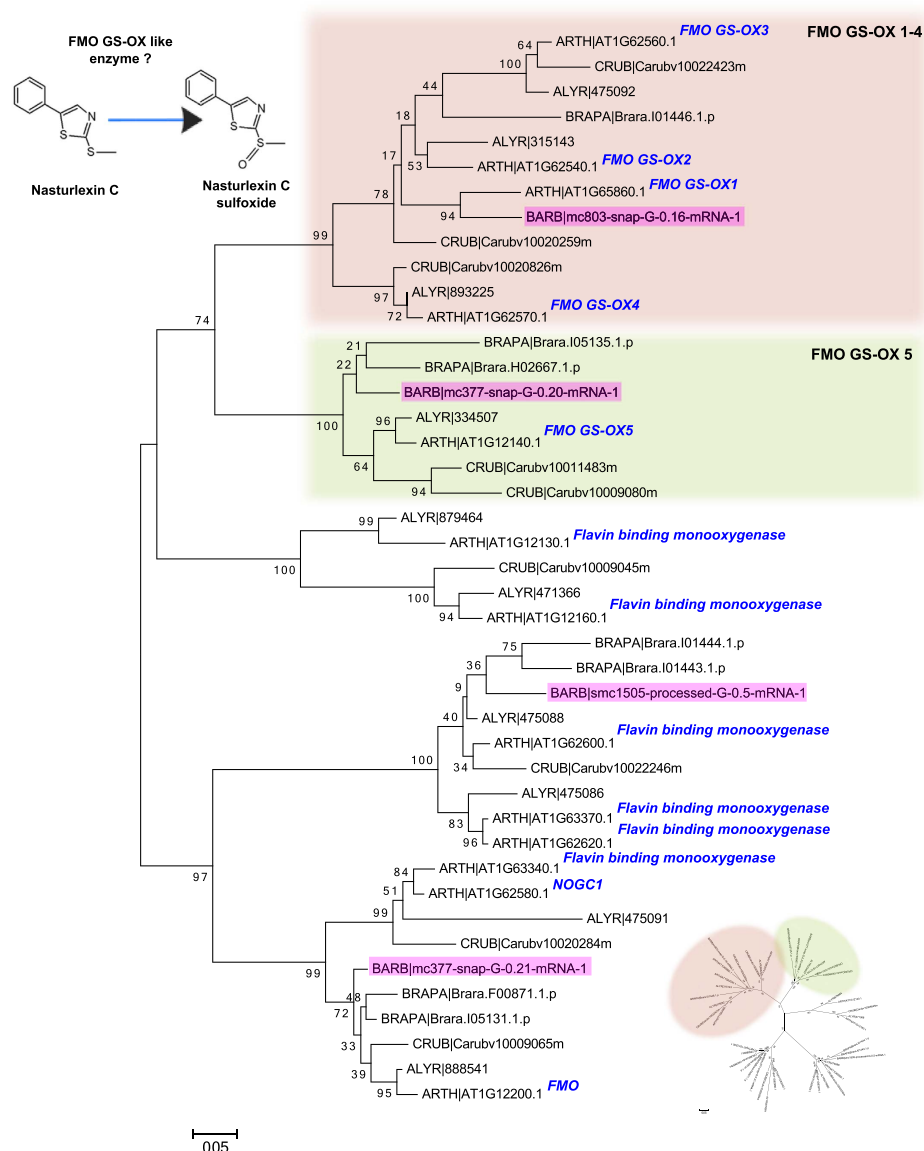 FMO GS-OX like
enzyme ?
N
S
S
Nasturlexin C
N
S
S
O
Nasturlexin C
sulfoxide
FMO GS-OX 1-4
64
ARTH|AT1G62560.1
FMO GS-OX3
100
CRUB|Carubv10022423m
ALYR|475092
44
BRAPA|Brara.I01446.1.p
18
ALYR|315143
53
ARTH|AT1G62540.1
FMO GS-OX2
17
ARTH|AT1G65860.1
FMO GS-OX1
94
BARB|mc803-snap-G-0.16-mRNA-1
78
CRUB|Carubv10020259m
99
CRUB|Carubv10020826m
97
ALYR|893225
72
ARTH|AT1G62570.1
FMO GS-OX4
74
FMO GS-OX 5
21
BRAPA|Brara.I05135.1.p
22
BRAPA|Brara.H02667.1.p
BARB|mc377-snap-G-0.20-mRNA-1
100
96
ALYR|334507
ARTH|AT1G12140.1
FMO GS-OX5
64
CRUB|Carubv10011483m
94
CRUB|Carubv10009080m
99
ALYR|879464
ARTH|AT1G12130.1
Flavin binding monooxygenase
100
CRUB|Carubv10009045m
100
ALYR|471366
94
ARTH|AT1G12160.1
Flavin binding monooxygenase
75
BRAPA|Brara.I01444.1.p
36
BRAPA|Brara.I01443.1.p
9
BARB|smc1505-processed-G-0.5-mRNA-1
40
ALYR|475088
ARTH|AT1G62600.1
Flavin binding monooxygenase
34
CRUB|Carubv10022246m
100
ALYR|475086
83
ARTH|AT1G63370.1
Flavin binding monooxygenase
96
ARTH|AT1G62620.1
Flavin binding monooxygenase
97
84
ARTH|AT1G63340.1
Flavin binding monooxygenase
51
ARTH|AT1G62580.1
NOGC1
99
ALYR|475091
CRUB|Carubv10020284m
99
BARB|mc377-snap-G-0.21-mRNA-1
48
BRAPA|Brara.F00871.1.p
72
BRAPA|Brara.I05131.1.p
33
CRUB|Carubv10009065m
39
ALYR|888541
95
ARTH|AT1G12200.1
FMO
005